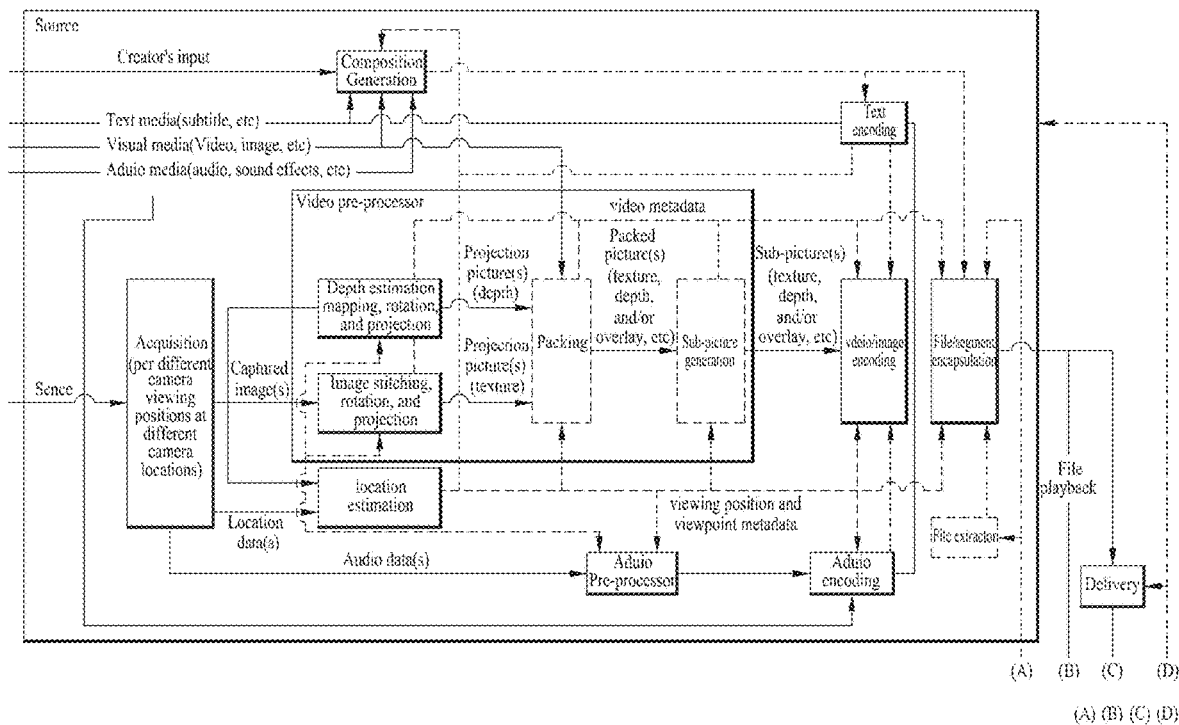 Source
Creator's input
Composition
Generation
Text media(subtitle, etc)
Visual media(Video, image, etc)
Aduio media(audio, sound effects, etc)
Text
encoding
Video pre-processor
video metadata
Projection
picture(s)
(depth)
Packed
picture(s)
(texture,
depth,
and/or
overlay, etc)
Sub-picture(s)
(texture,
depth,
and/or
overlay, etc)
Depth estimation
mapping, rotation,
and projection
Acquisition
(per different
camera
viewing
positions at
different
camera
locations)
Captured
image(s)
Projection
picture(s)
(texture)
Packing
Sub-picture
generation
vdeio/image
encoding
File/segment
encapsulation
Sence
Image stitching,
rotation, and
projection
location
estimation
Location
data(s)
viewing position and
viewpoint metadata
File
playback
File extractor
Audio data(s)
Aduio
Pre-processor
Aduio
encoding
Delivery
(A) (B) (C) (D)
(A) (B) (C) (D)